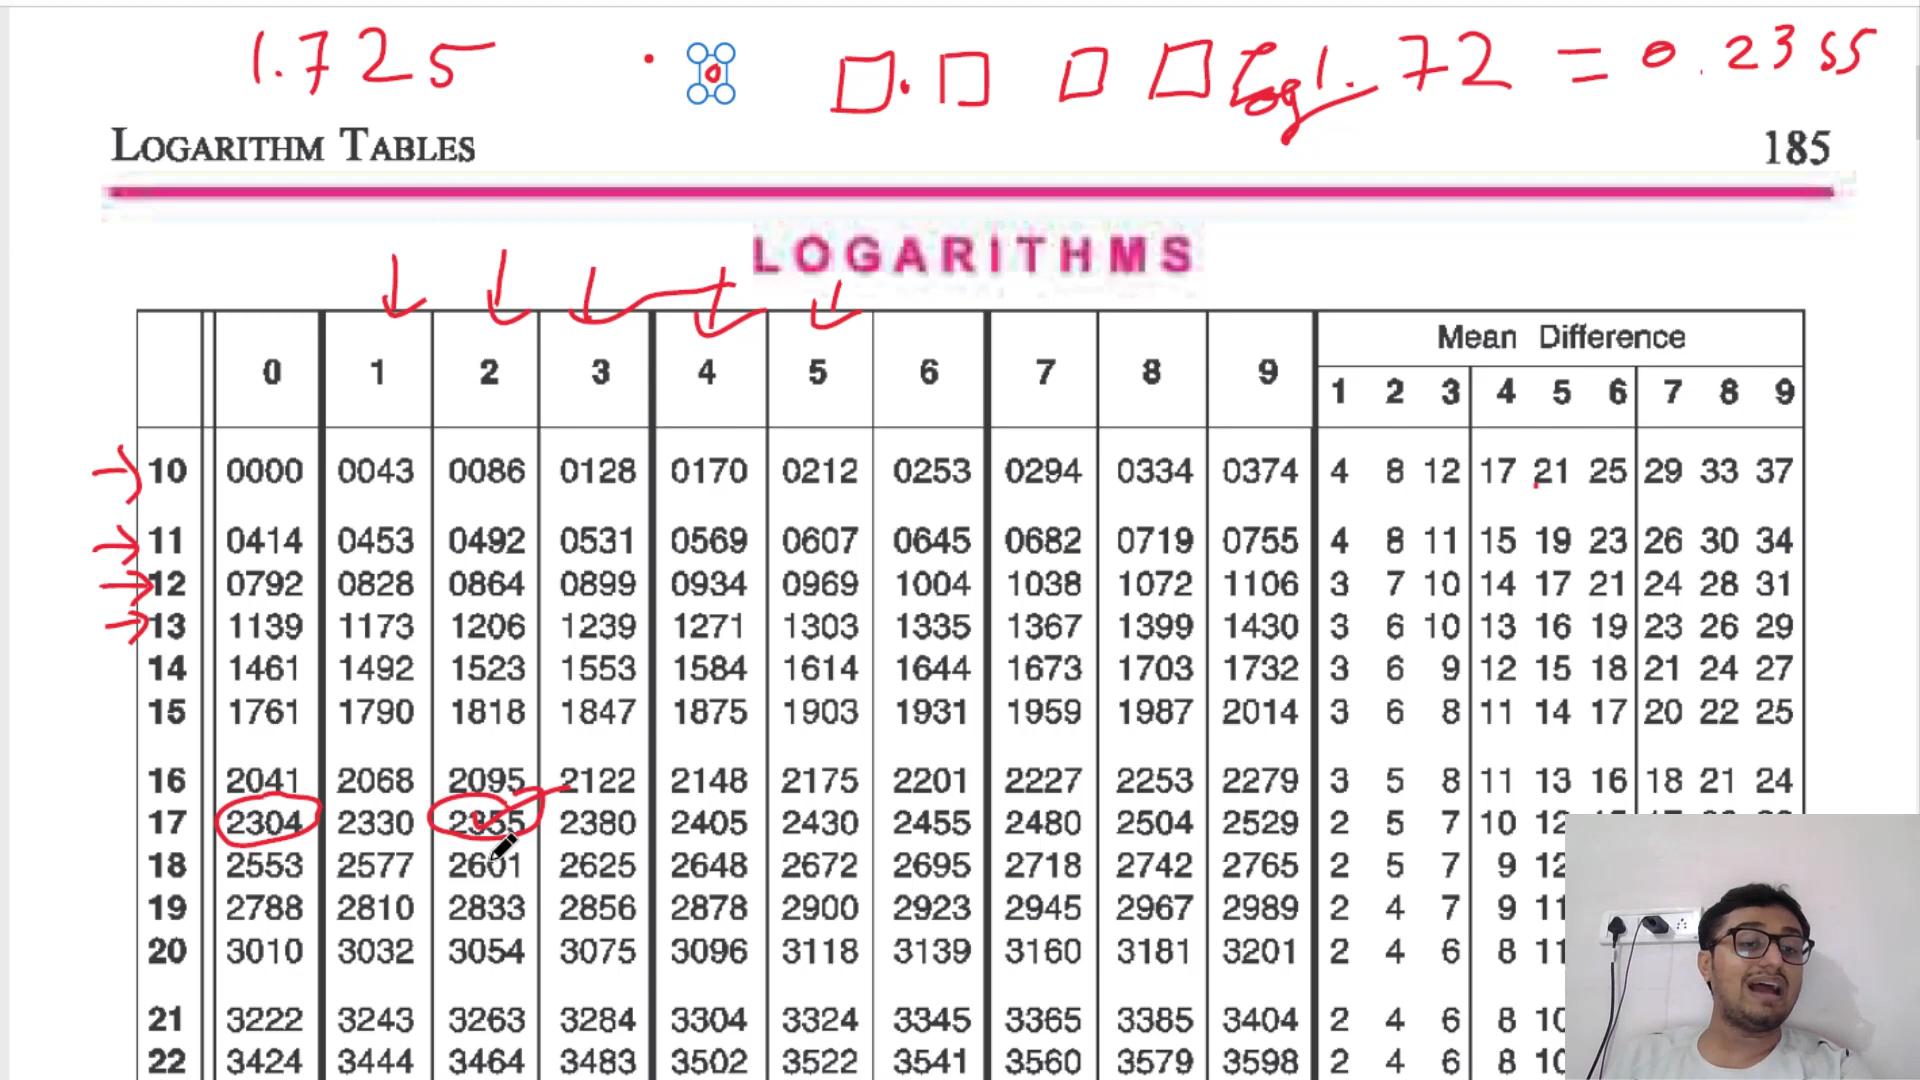 1.725 . 0 . log 1.72 = 0.2355
LOGARITHM TABLES 185
LOGARITHMS
Mean Difference
0 1 2 3 4 5 6 7 8 9 1 2 3 4 5 6 7 8 9
10 0000 0043 0086 0128 0170 0212 0253 0294 0334 0374 4 8 12 17 21 25 29 33 37
11 0414 0453 0492 0531 0569 0607 0645 0682 0719 0755 4 8 11 15 19 23 26 30 34
12 0792 0828 0864 0899 0934 0969 1004 1038 1072 1106 3 7 10 14 17 21 24 28 31
13 1139 1173 1206 1239 1271 1303 1335 1367 1399 1430 3 6 10 13 16 19 23 26 29
14 1461 1492 1523 1553 1584 1614 1644 1673 1703 1732 3 6 9 12 15 18 21 24 27
15 1761 1790 1818 1847 1875 1903 1931 1959 1987 2014 3 6 8 11 14 17 20 22 25
16 2041 2068 2095 2122 2148 2175 2201 2227 2253 2279 3 5 8 11 13 16 18 21 24
17 2304 2330 2355 2380 2405 2430 2455 2480 2504 2529 2 5 7 10 12
18 2553 2577 2601 2625 2648 2672 2695 2718 2742 2765 2 5 7 9 12
19 2788 2810 2833 2856 2878 2900 2923 2945 2967 2989 2 4 7 9 11
20 3010 3032 3054 3075 3096 3118 3139 3160 3181 3201 2 4 6 8 11
21 3222 3243 3263 3284 3304 3324 3345 3365 3385 3404 2 4 6 8 10
22 3424 3444 3464 3483 3502 3522 3541 3560 3579 3598 2 4 6 8 10